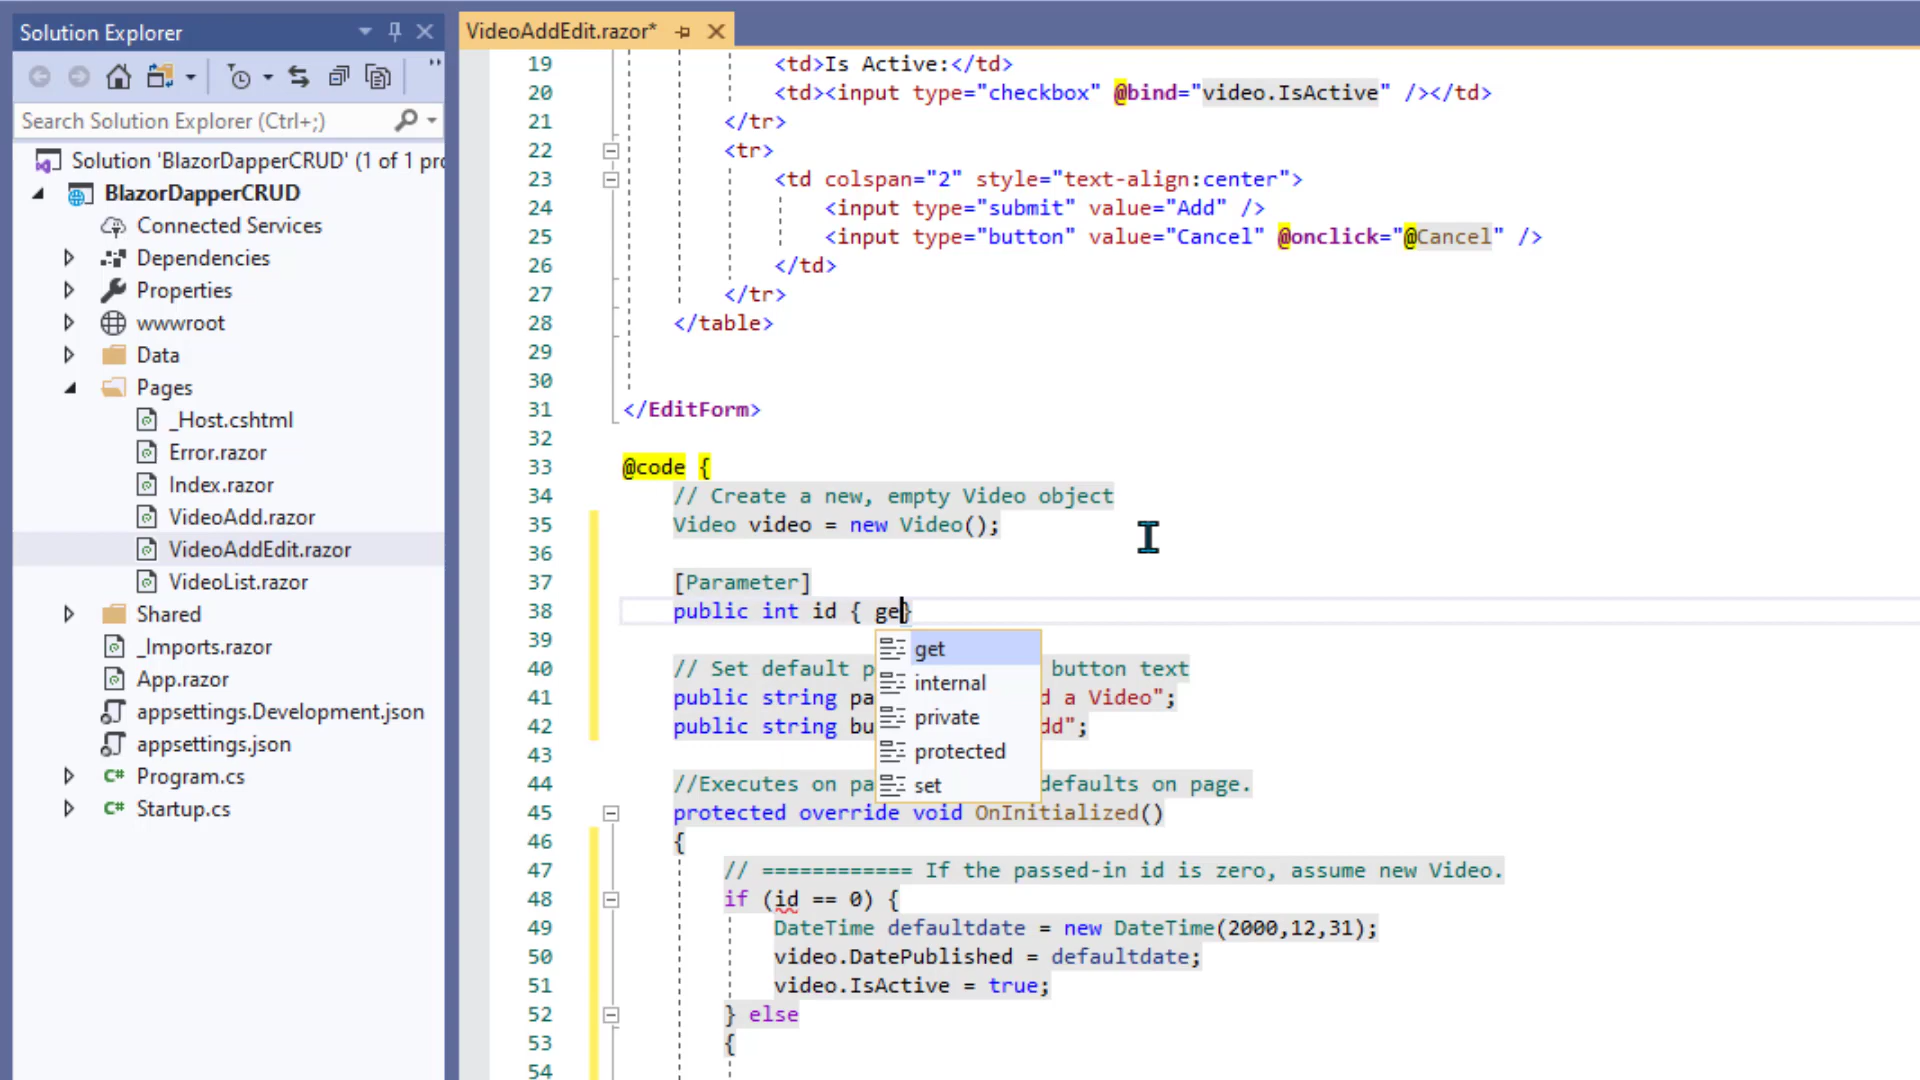 Solution Explorer
Search Solution Explorer (Ctrl+;)
Solution 'BlazorDapperCRUD' (1 of 1 pro
BlazorDapperCRUD
Connected Services
Dependencies
Properties
wwwroot
Data
Pages
_Host.cshtml
Error.razor
Index.razor
VideoAdd.razor
VideoAddEdit.razor
VideoList.razor
Shared
_Imports.razor
App.razor
appsettings.Development.json
appsettings.json
C# Program.cs
C# Startup.cs
VideoAddEdit.razor*
19 <td>Is Active:</td>
20 <td><input type="checkbox" @bind="video.IsActive" /></td>
21 </tr>
22 <tr>
23 <td colspan="2" style="text-align:center">
24 <input type="submit" value="Add" />
25 <input type="button" value="Cancel" @onclick="@Cancel" />
26 </td>
27 </tr>
28 </table>
29
30
31 </EditForm>
32
33 @code {
34 // Create a new, empty Video object
35 Video video = new Video();
36
37 [Parameter]
38 public int id { ge}
39
40 // Set default p button text
41 public string pa d a Video";
42 public string bu dd";
43
44 //Executes on pa defaults on page.
45 protected override void OnInitialized()
46 {
47 // ============ If the passed-in id is zero, assume new Video.
48 if (id == 0) {
49 DateTime defaultdate = new DateTime(2000,12,31);
50 video.DatePublished = defaultdate;
51 video.IsActive = true;
52 } else
53 {
54
get
internal
private
protected
set